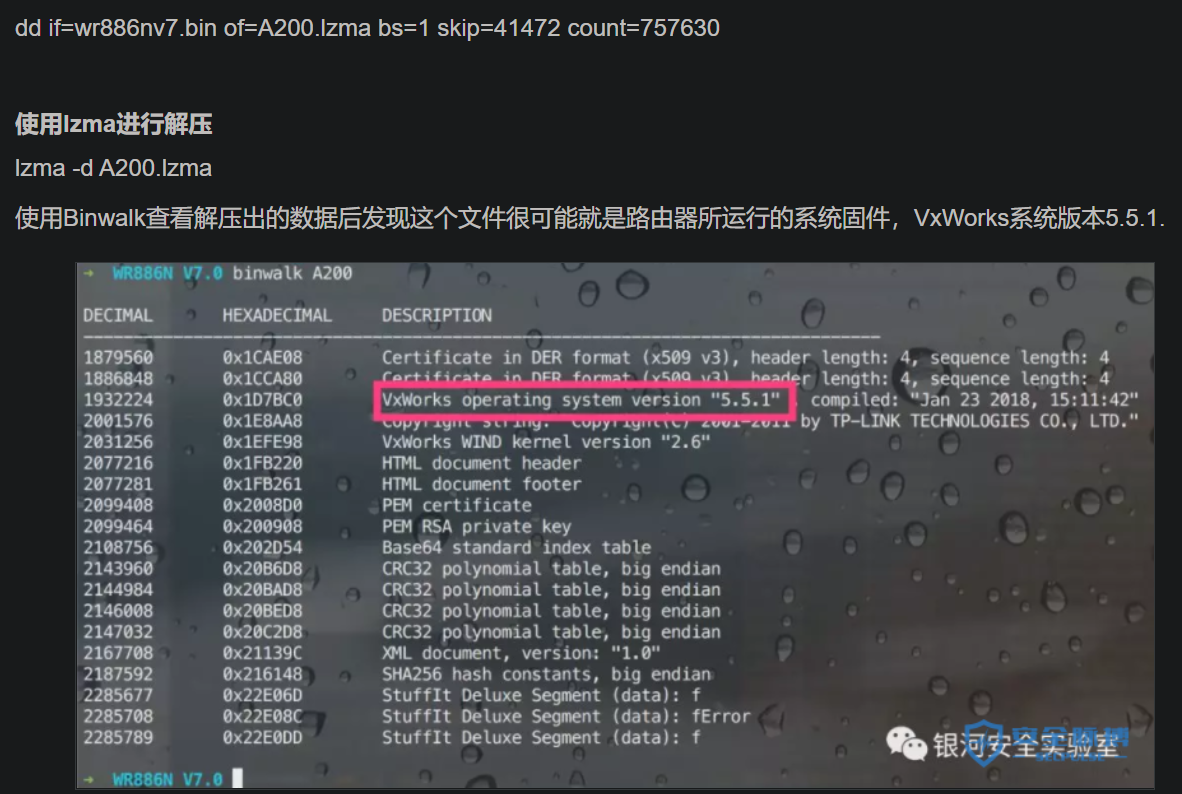 dd if=wr886nv7.bin of=A200.lzma bs=1 skip=41472 count=757630
使用lzma进行解压
lzma -d A200.lzma
使用Binwalk查看解压出的数据后发现这个文件很可能就是路由器所运行的系统固件，VxWorks系统版本5.5.1.
→ WR886N V7.0 binwalk A200
DECIMAL HEXADECIMAL DESCRIPTION
1879560 0x1CAE08 Certificate in DER format (x509 v3), header length: 4, sequence length: 4
1886848 0x1CCA80 Certificate in DER format (x509 v3), header length: 4, sequence length: 4
1932224 0x1D7BC0 VxWorks operating system version "5.5.1" , compiled: "Jan 23 2018, 15:11:42"
2001576 0x1E8AA8 Copyright string: "Copyright(C) 2001-2011 by TP-LINK TECHNOLOGIES CO., LTD."
2031256 0x1EFE98 VxWorks WIND kernel version "2.6"
2077216 0x1FB220 HTML document header
2077281 0x1FB261 HTML document footer
2099408 0x2008D0 PEM certificate
2099464 0x200908 PEM RSA private key
2108756 0x202D54 Base64 standard index table
2143960 0x20B6D8 CRC32 polynomial table, big endian
2144984 0x20BAD8 CRC32 polynomial table, big endian
2146008 0x20BED8 CRC32 polynomial table, big endian
2147032 0x20C2D8 CRC32 polynomial table, big endian
2167708 0x21139C XML document, version: "1.0"
2187592 0x216148 SHA256 hash constants, big endian
2285677 0x22E06D StuffIt Deluxe Segment (data): f
2285708 0x22E08C StuffIt Deluxe Segment (data): fError
2285789 0x22E0DD StuffIt Deluxe Segment (data): f
银河安全实验室
→ WR886N V7.0